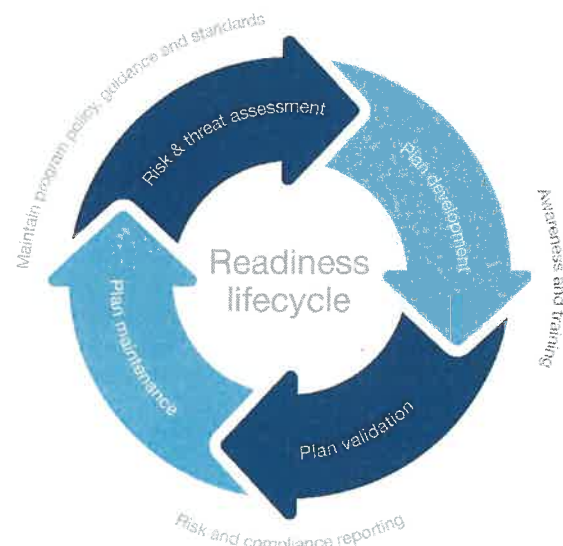 Maintain program policy, guidance and standards
Risk & threat assessment
Plan development
Awareness and training
Readiness
lifecycle
Plan maintenance
Plan validation
Risk and compliance reporting